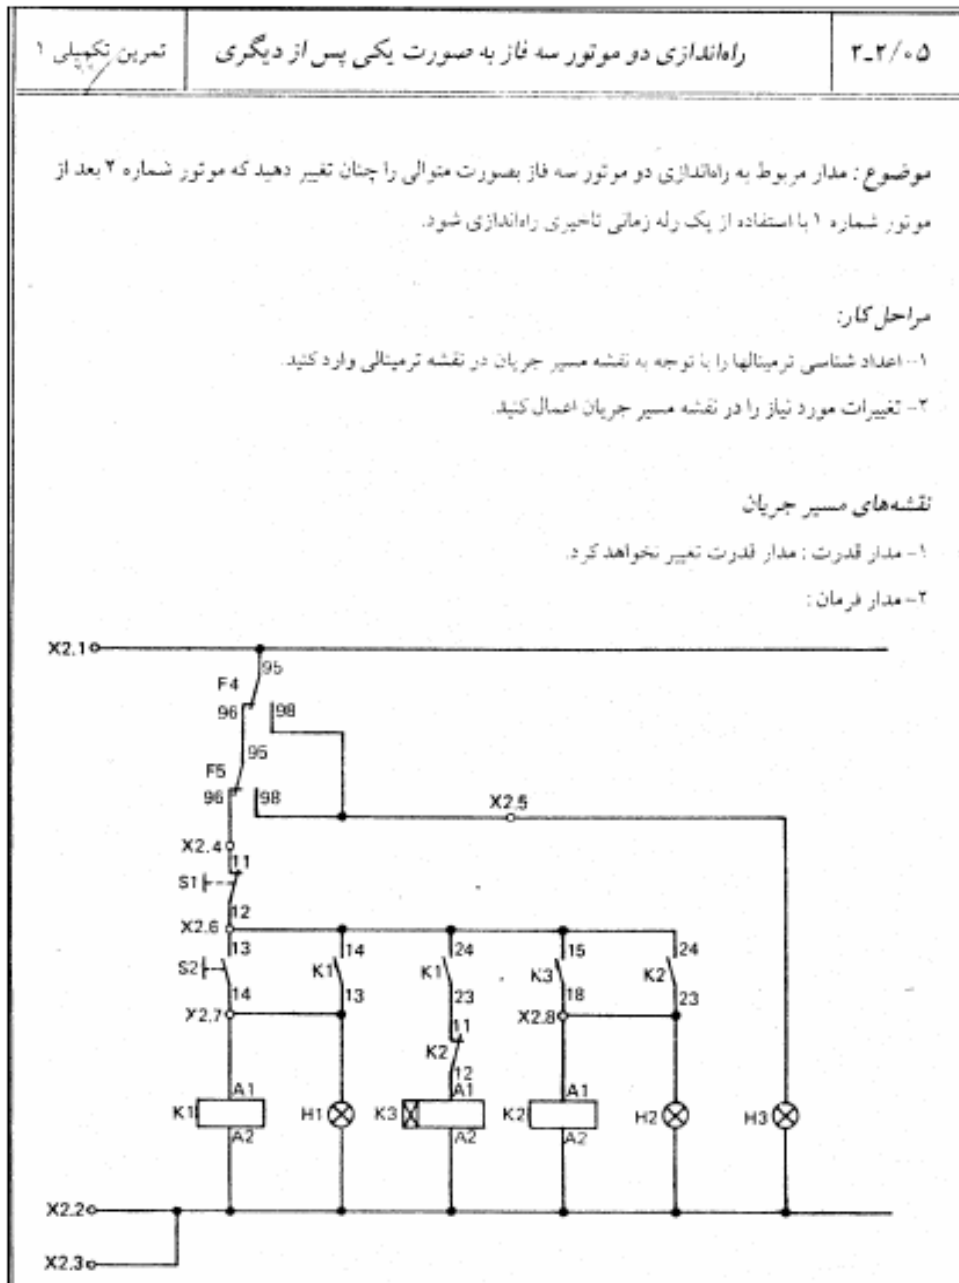 ۲-۲/۰۵
راه‌اندازی دو موتور سه فاز به صورت یکی پس از دیگری
تمرین تکمیلی ۱
موضوع : مدار مربوط به راه‌اندازی دو موتور سه فاز بصورت متوالی را چنان تغییر دهید که موتور شماره ۲ بعد از
موتور شماره ۱ با استفاده از یک رله زمانی تاخیری راه‌اندازی شود.
مراحل کار:
۱- اعداد شناسی ترمینالها را با توجه به نقشه مسیر جریان در نقشه ترمینالی وارد کنید.
۲- تغییرات مورد نیاز را در نقشه مسیر جریان اعمال کنید.
نقشه‌های مسیر جریان
۱- مدار قدرت : مدار قدرت تغییر نخواهد کرد.
۲- مدار فرمان :
X2.1
95
F4
96 98
95
F5
96 98
X2.5
X2.4
11
S1
12
X2.6
13 14 24 15 24
S2 K1 K1 K3 K2
14 13 23 18 23
X2.7 X2.8
11
K2
12
A1 A1 A1
K1 H1 K3 K2 H2 H3
A2 A2 A2
X2.2
X2.3